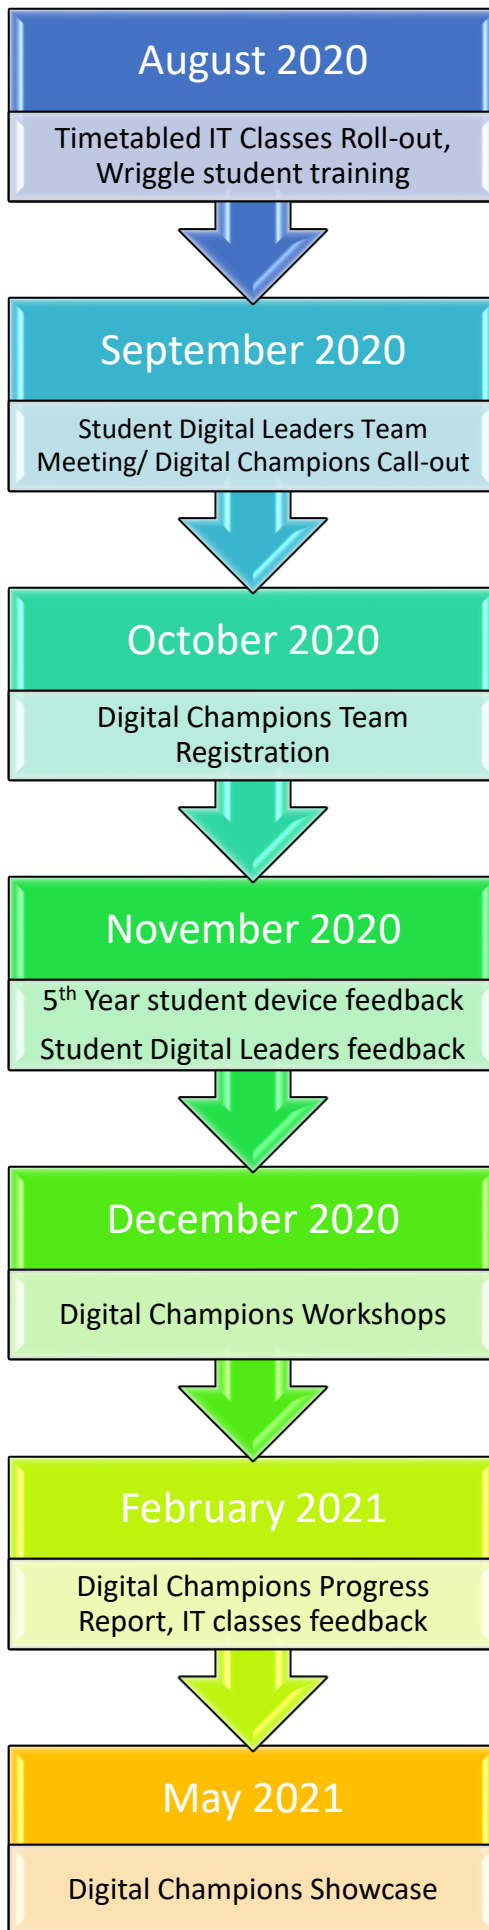 August 2020
Timetabled IT Classes Roll-out,
Wriggle student training
September 2020
Student Digital Leaders Team
Meeting/ Digital Champions Call-out
October 2020
Digital Champions Team
Registration
November 2020
5th Year student device feedback
Student Digital Leaders feedback
December 2020
Digital Champions Workshops
February 2021
Digital Champions Progress
Report, IT classes feedback
May 2021
Digital Champions Showcase